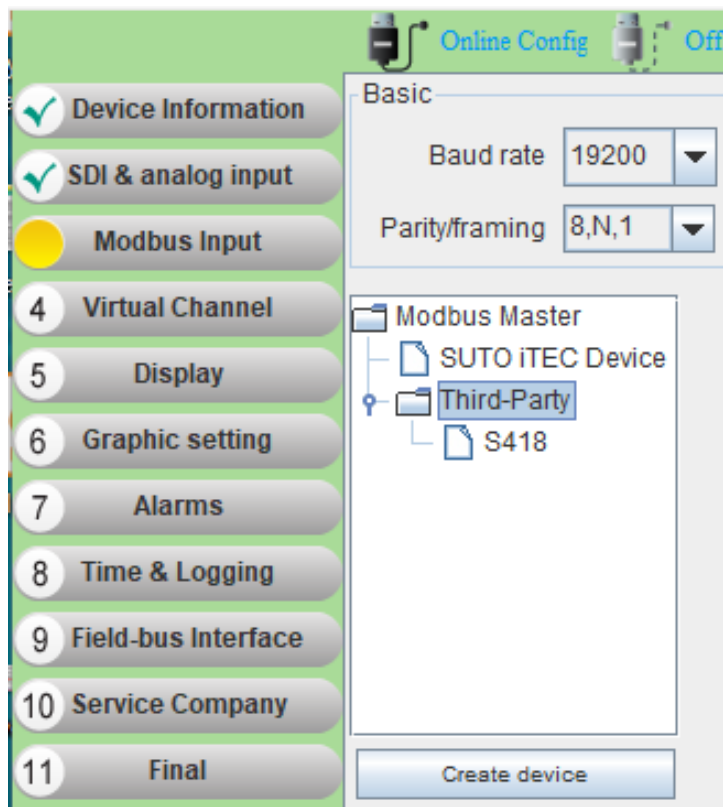 Online Config
Off
Device Information
SDI & analog input
Modbus Input
4 Virtual Channel
5 Display
6 Graphic setting
7 Alarms
8 Time & Logging
9 Field-bus Interface
10 Service Company
11 Final
Basic
Baud rate 19200
Parity/framing 8,N,1
Modbus Master
SUTO iTEC Device
Third-Party
S418
Create device